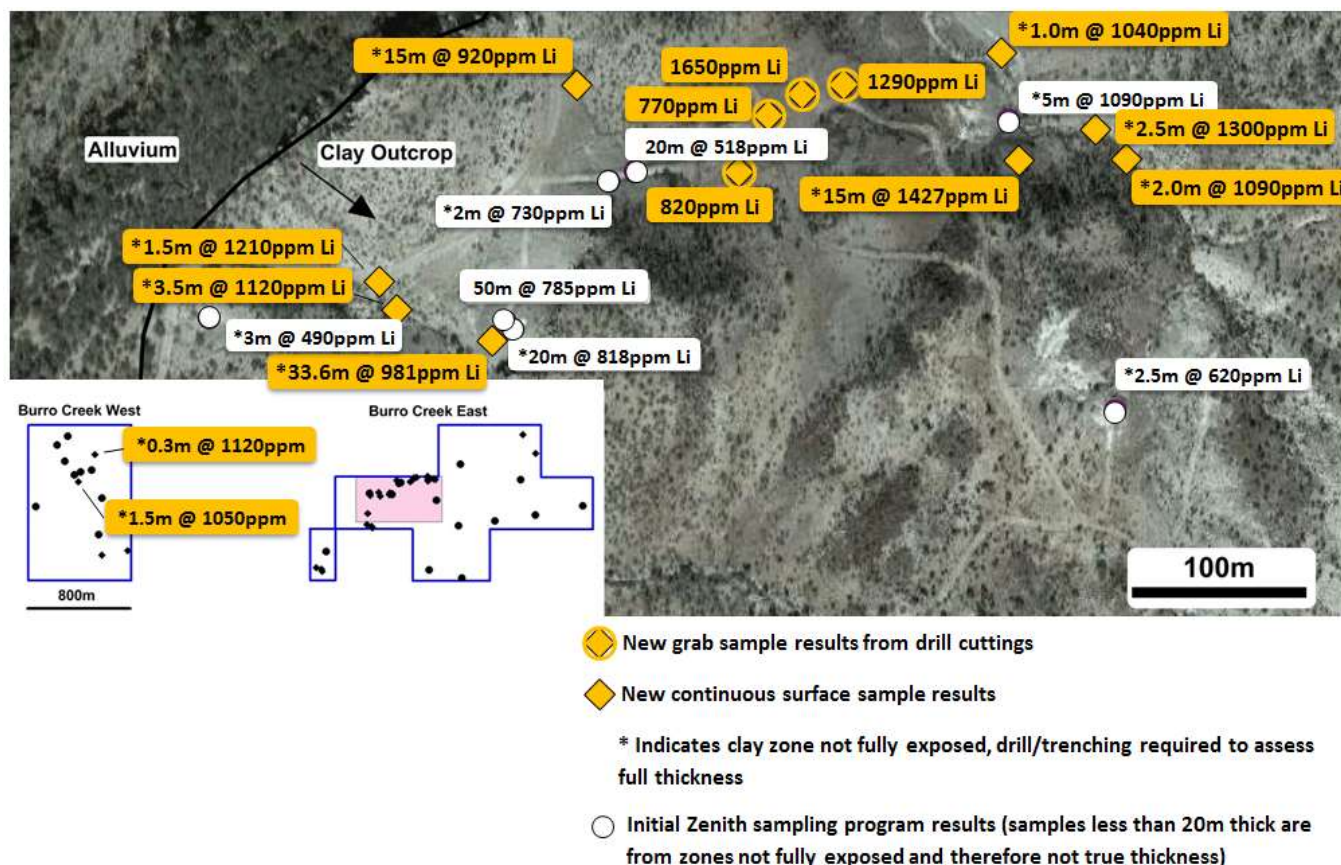 *1.0m @ 1040ppm Li
*15m @ 920ppm Li
1650ppm Li
1290ppm Li
770ppm Li
*5m @ 1090ppm Li
*2.5m @ 1300ppm Li
Alluvium
Clay Outcrop
20m @ 518ppm Li
*2.0m @ 1090ppm Li
*2m @ 730ppm Li
820ppm Li
*15m @ 1427ppm Li
*1.5m @ 1210ppm Li
*3.5m @ 1120ppm Li
50m @ 785ppm Li
*3m @ 490ppm Li
*20m @ 818ppm Li
*33.6m @ 981ppm Li
*2.5m @ 620ppm Li
Burro Creek West
Burro Creek East
*0.3m @ 1120ppm
*1.5m @ 1050ppm
800m
100m
New grab sample results from drill cuttings
New continuous surface sample results
* Indicates clay zone not fully exposed, drill/trenching required to assess
full thickness
Initial Zenith sampling program results (samples less than 20m thick are
from zones not fully exposed and therefore not true thickness)